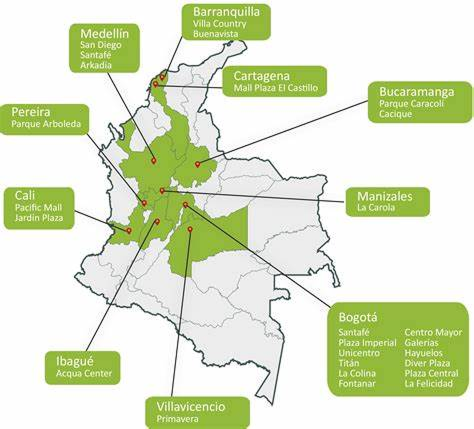 Barranquilla
Villa Country
Buenavista
Medellín
San Diego
Santafé
Arkadia
Cartagena
Mall Plaza El Castillo
Bucaramanga
Parque Caracolí
Cacique
Pereira
Parque Arboleda
Cali
Pacific Mall
Jardín Plaza
Manizales
La Carola
Bogotá
Santafé Centro Mayor
Plaza Imperial Galerias
Unicentro Hayuelos
Titán Diver Plaza
La Colina Plaza Central
Fontanar La Felicidad
Ibagué
Acqua Center
Villavicencio
Primavera